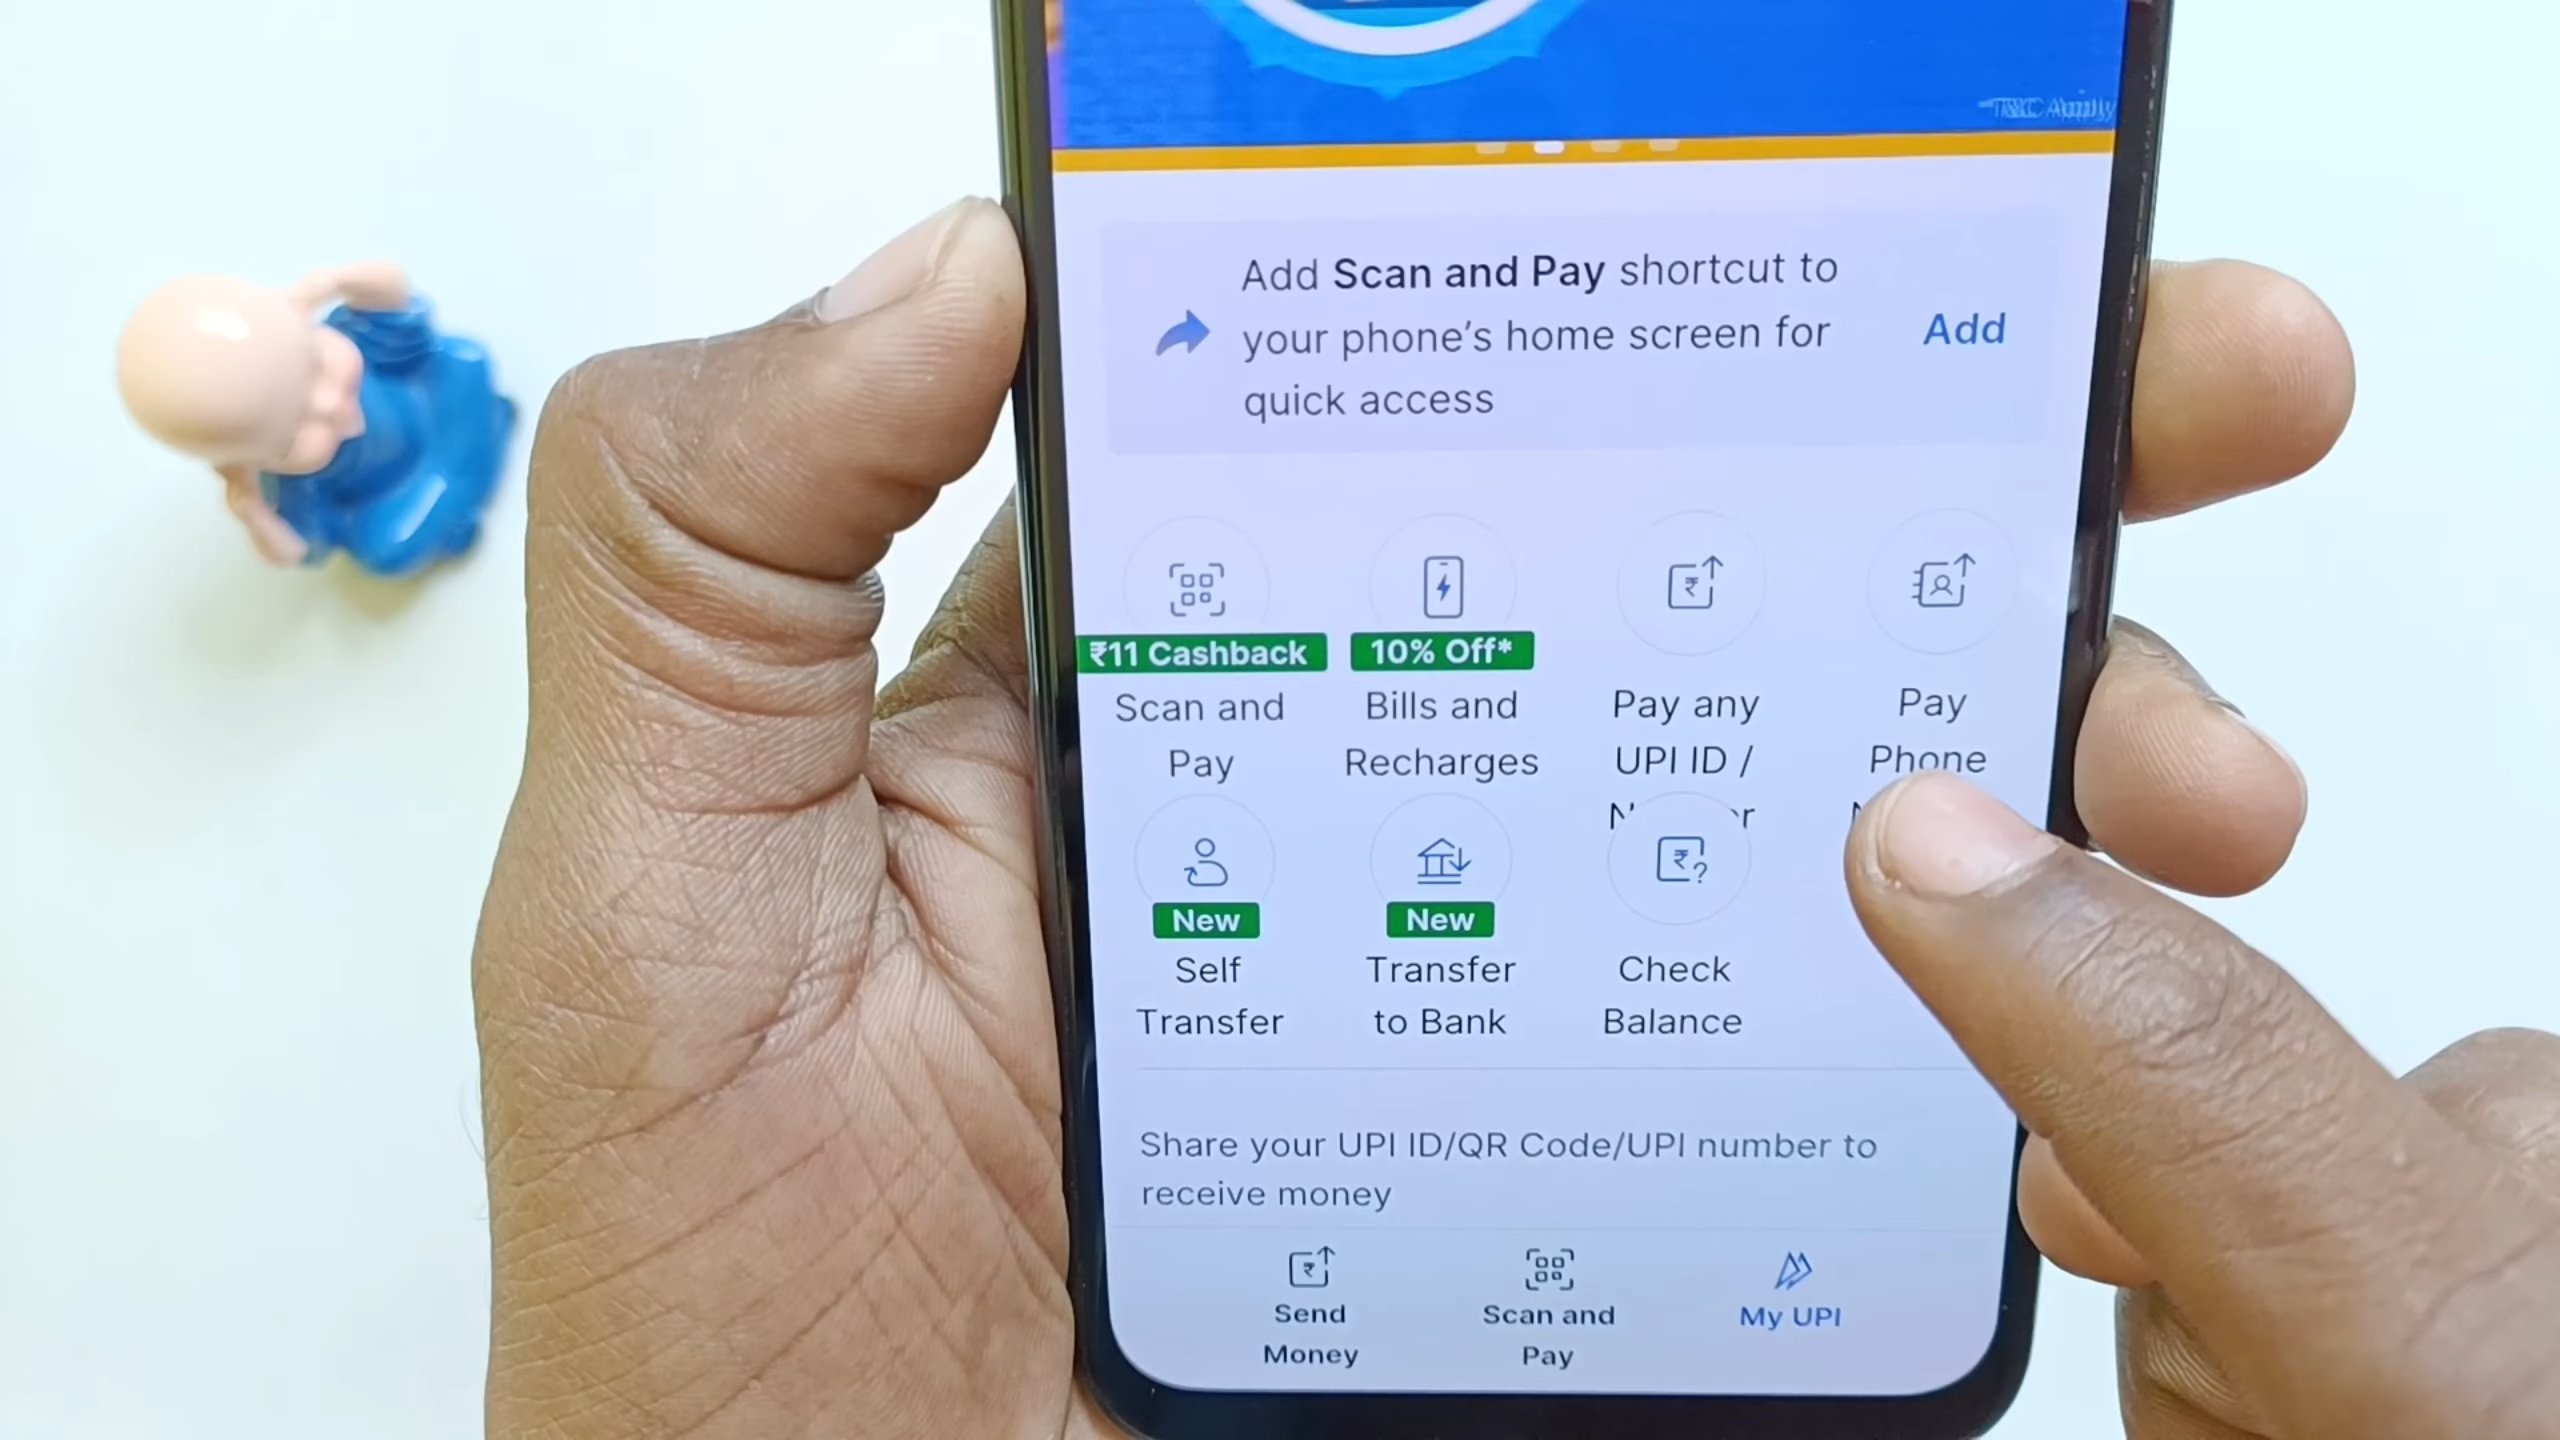 Add Scan and Pay shortcut to
your phone's home screen for
quick access
Add
₹11 Cashback
10% Off*
Scan and
Pay
Bills and
Recharges
Pay any
UPI ID /
Pay
Phone
New
New
Self
Transfer
Transfer
to Bank
Check
Balance
Share your UPI ID/QR Code/UPI number to
receive money
Send
Money
Scan and
Pay
My UPI